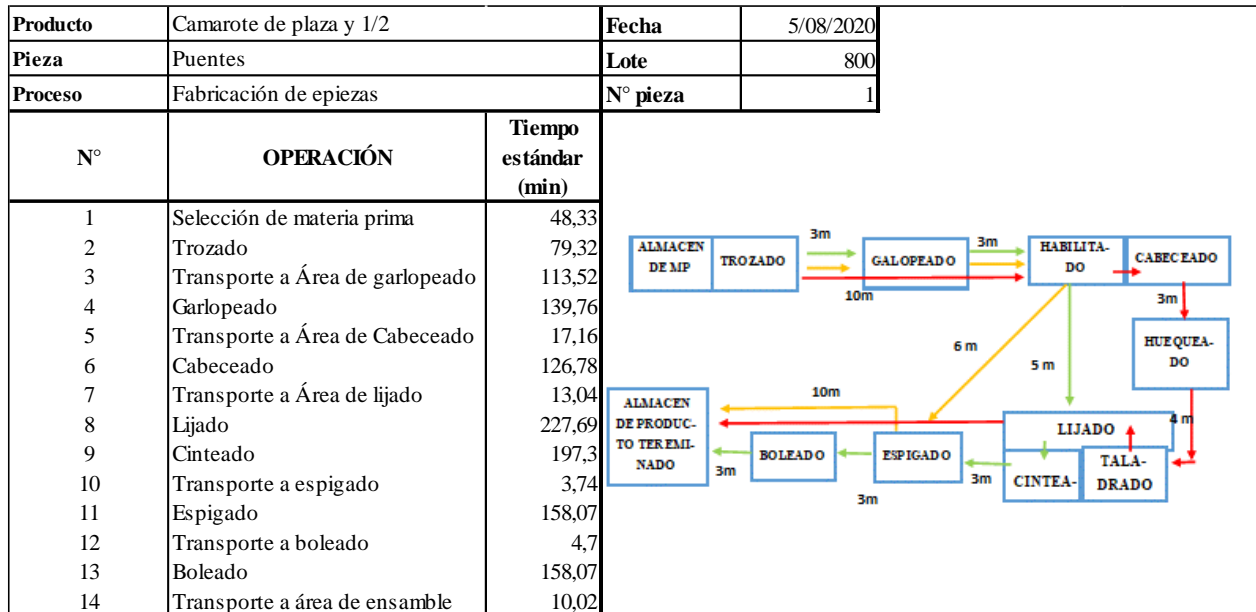 Producto Camarote de plaza y 1/2 Fecha 5/08/2020
Pieza Puentes Lote 800
Proceso Fabricación de epiezas N° pieza 1
N° OPERACIÓN Tiempo estándar (min)
1 Selección de materia prima 48,33
2 Trozado 79,32
3 Transporte a Área de garlopeado 113,52
4 Garlopeado 139,76
5 Transporte a Área de Cabeceado 17,16
6 Cabeceado 126,78
7 Transporte a Área de lijado 13,04
8 Lijado 227,69
9 Cinteado 197,3
10 Transporte a espigado 3,74
11 Espigado 158,07
12 Transporte a boleado 4,7
13 Boleado 158,07
14 Transporte a área de ensamble 10,02
ALMACEN
DE MP
TROZADO
3m
GALOPEADO
3m
HABILITA-
DO
CABECEADO
10m
3m
HUEQUEA-
DO
6 m
5 m
4 m
ALMACEN
DE PRODUC-
TO TEREMI-
NADO
10m
3m
BOLEADO
3m
ESPIGADO
3m
LIJADO
CINTEA-
TALA-
DRADO